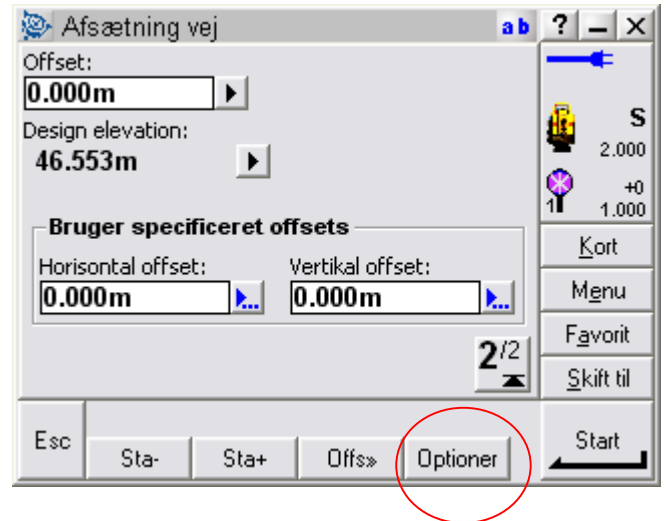 Afsætning vej
ab
?
Offset:
0.000m
Design elevation:
46.553m
Bruger specificeret offsets
Horisontal offset:
Vertikal offset:
0.000m
0.000m
2/2
S
2.000
+0
1
1.000
Kort
Menu
Favorit
Skift til
Esc
Sta-
Sta+
Offs»
Optioner
Start